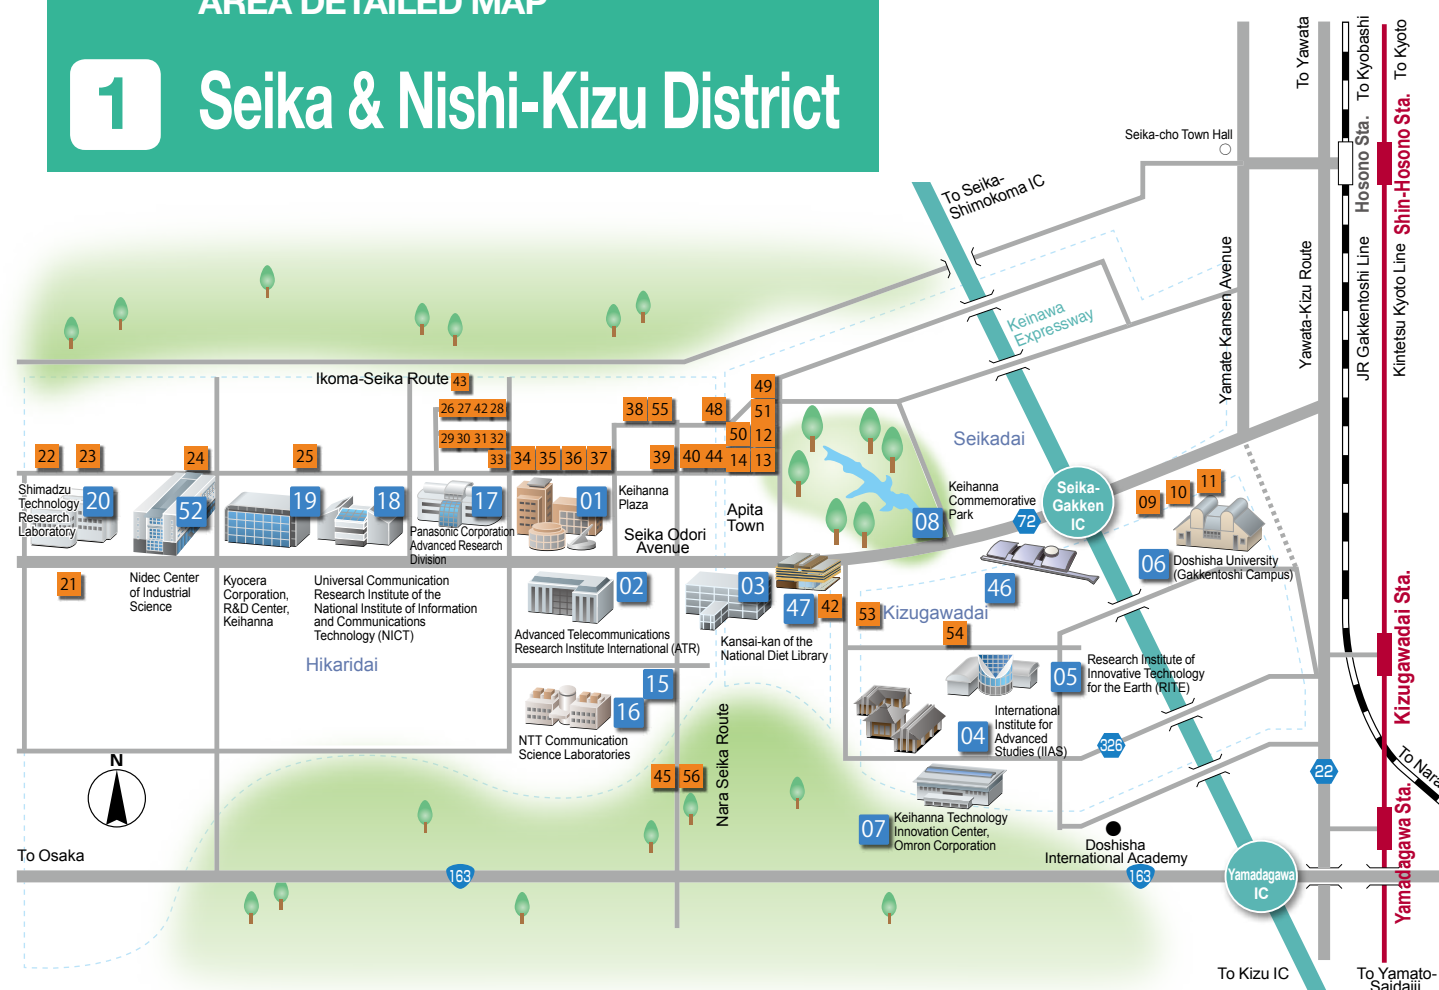 AREA DETAILED MAP
1
Seika & Nishi-Kizu District
To Yawata
To Kyobashi
To Kyoto
Seika-cho Town Hall
Hosono Sta.
Shin-Hosono Sta.
To Seika-
Shimokoma IC
Yamate Kansen Avenue
Yawata-Kizu Route
JR Gakkentoshi Line
Kintetsu Kyoto Line
Keinawa
Expressway
Ikoma-Seika Route
43
26 27 42 28
29 30 31 32
33
34 35 36 37
38 55
39
40 44
48
49
51
50 12
14 13
22
23
24
25
Seikadai
Seika-
Gakken
IC
09
10
11
Shimadzu
Technology
Research
Laboratory
20
52
19
18
17
01
Keihanna
Plaza
Seika Odori
Avenue
Apita
Town
Keihanna
Commemorative
Park
08
72
Panasonic Corporation
Advanced Research
Division
06
Doshisha University
(Gakkentoshi Campus)
21
Nidec Center
of Industrial
Science
Kyocera
Corporation,
R&D Center,
Keihanna
Universal Communication
Research Institute of the
National Institute of Information
and Communications
Technology (NICT)
Hikaridai
02
Advanced Telecommunications
Research Institute International (ATR)
03
Kansai-kan of the
National Diet Library
47
42
53
Kizugawadai
54
46
Kizugawadai Sta.
05
Research Institute of
Innovative Technology
for the Earth (RITE)
15
16
NTT Communication
Science Laboratories
04
International
Institute for
Advanced
Studies (IIAS)
326
22
To Nara
N
45 56
Nara Seika Route
07
Keihanna Technology
Innovation Center,
Omron Corporation
Doshisha
International Academy
Yamadagawa Sta.
To Osaka
163
163
Yamadagawa
IC
To Kizu IC
To Yamato-
Saidaiji